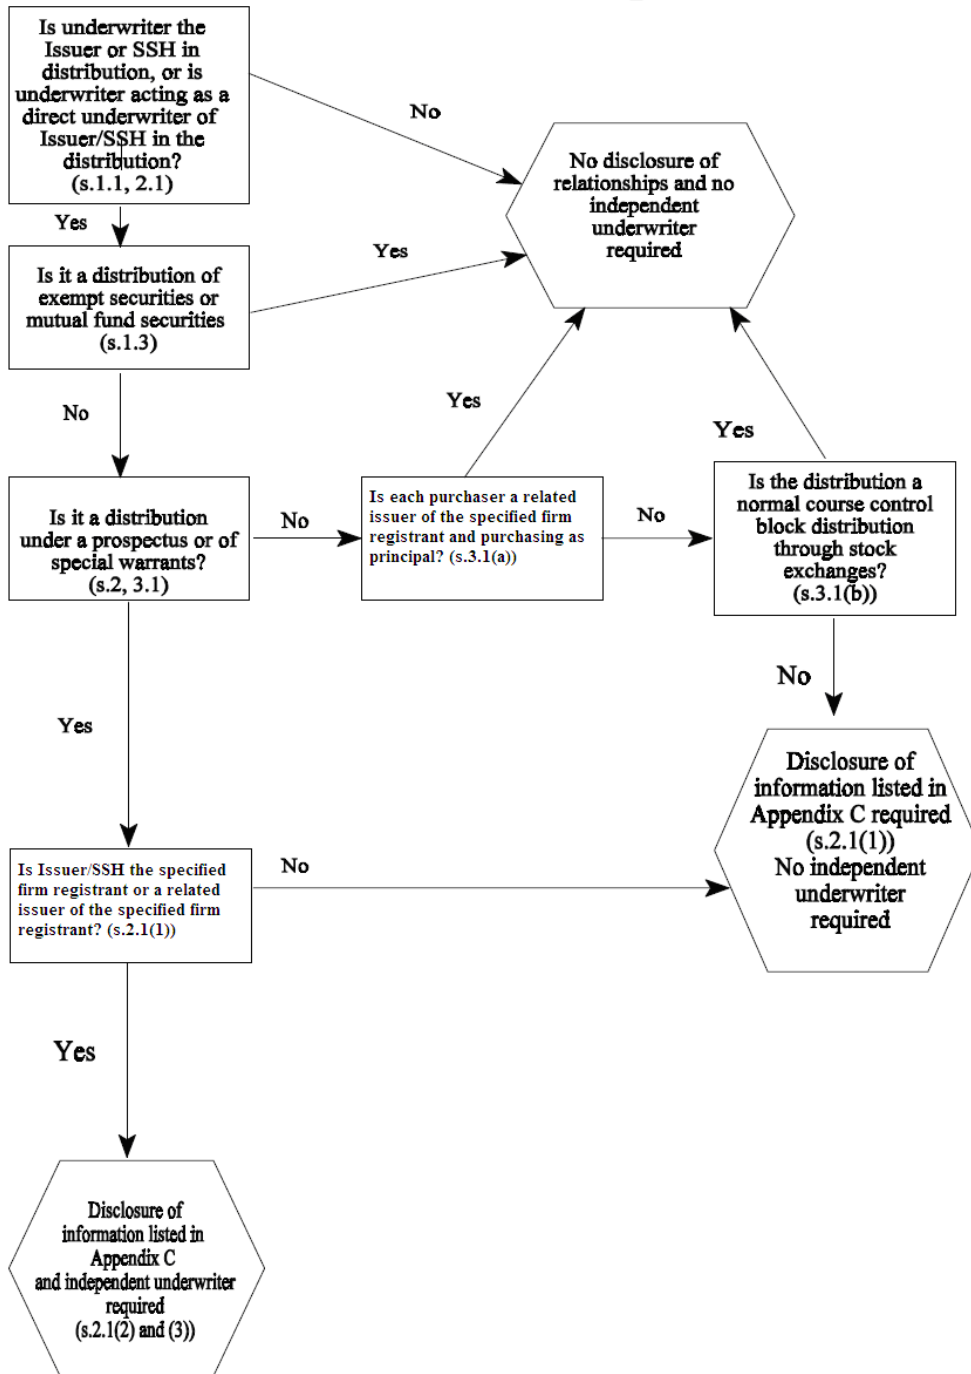 Is underwriter the
Issuer or SSH in
distribution, or is
underwriter acting as a
direct underwriter of
Issuer/SSH in the
distribution?
(s.1.1, 2.1)
No
No disclosure of
relationships and no
independent
underwriter
required
Yes
Yes
Is it a distribution of
exempt securities or
mutual fund securities
(s.1.3)
No
Yes
Yes
Is it a distribution
under a prospectus or of
special warrants?
(s.2, 3.1)
No
Is each purchaser a related
issuer of the specified firm
registrant and purchasing as
principal? (s.3.1(a))
No
Is the distribution a
normal course control
block distribution
through stock
exchanges?
(s.3.1(b))
No
Yes
Disclosure of
information listed in
Appendix C required
(s.2.1(1))
No independent
underwriter
required
Is Issuer/SSH the specified
firm registrant or a related
issuer of the specified firm
registrant? (s.2.1(1))
No
Yes
Disclosure of
information listed in
Appendix C
and independent underwriter
required
(s.2.1(2) and (3))